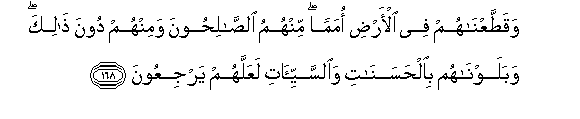 وَقَطَّعْنَٰهُمْ فِى ٱلْأَرْضِ أُمَمًا ۖ مِّنْهُمُ ٱلصَّٰلِحُونَ وَمِنْهُمْ دُونَ ذَٰلِكَ ۖ
وَبَلَوْنَٰهُم بِٱلْحَسَنَٰتِ وَٱلسَّيِّـَٔاتِ لَعَلَّهُمْ يَرْجِعُونَ ١٦٨